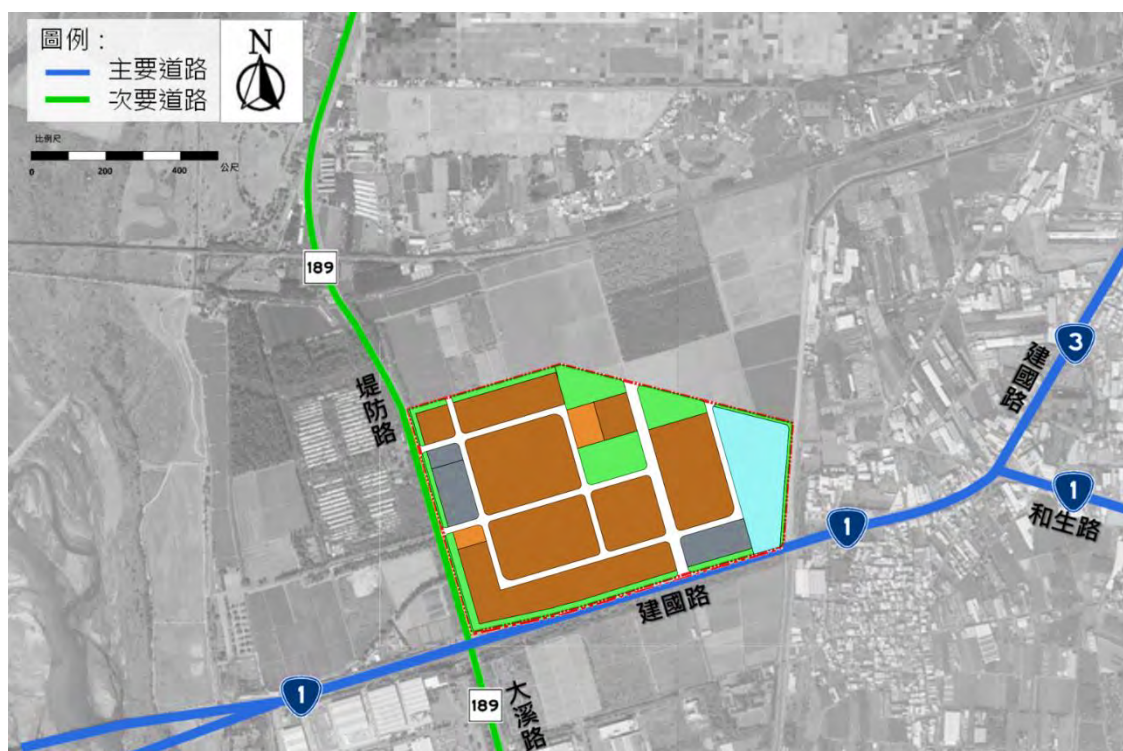 圖例：
主要道路
次要道路
N
比例尺
0 200 400 公尺
189
堤防路
3
建國路
1
1
和生路
建國路
1
189
大溪路